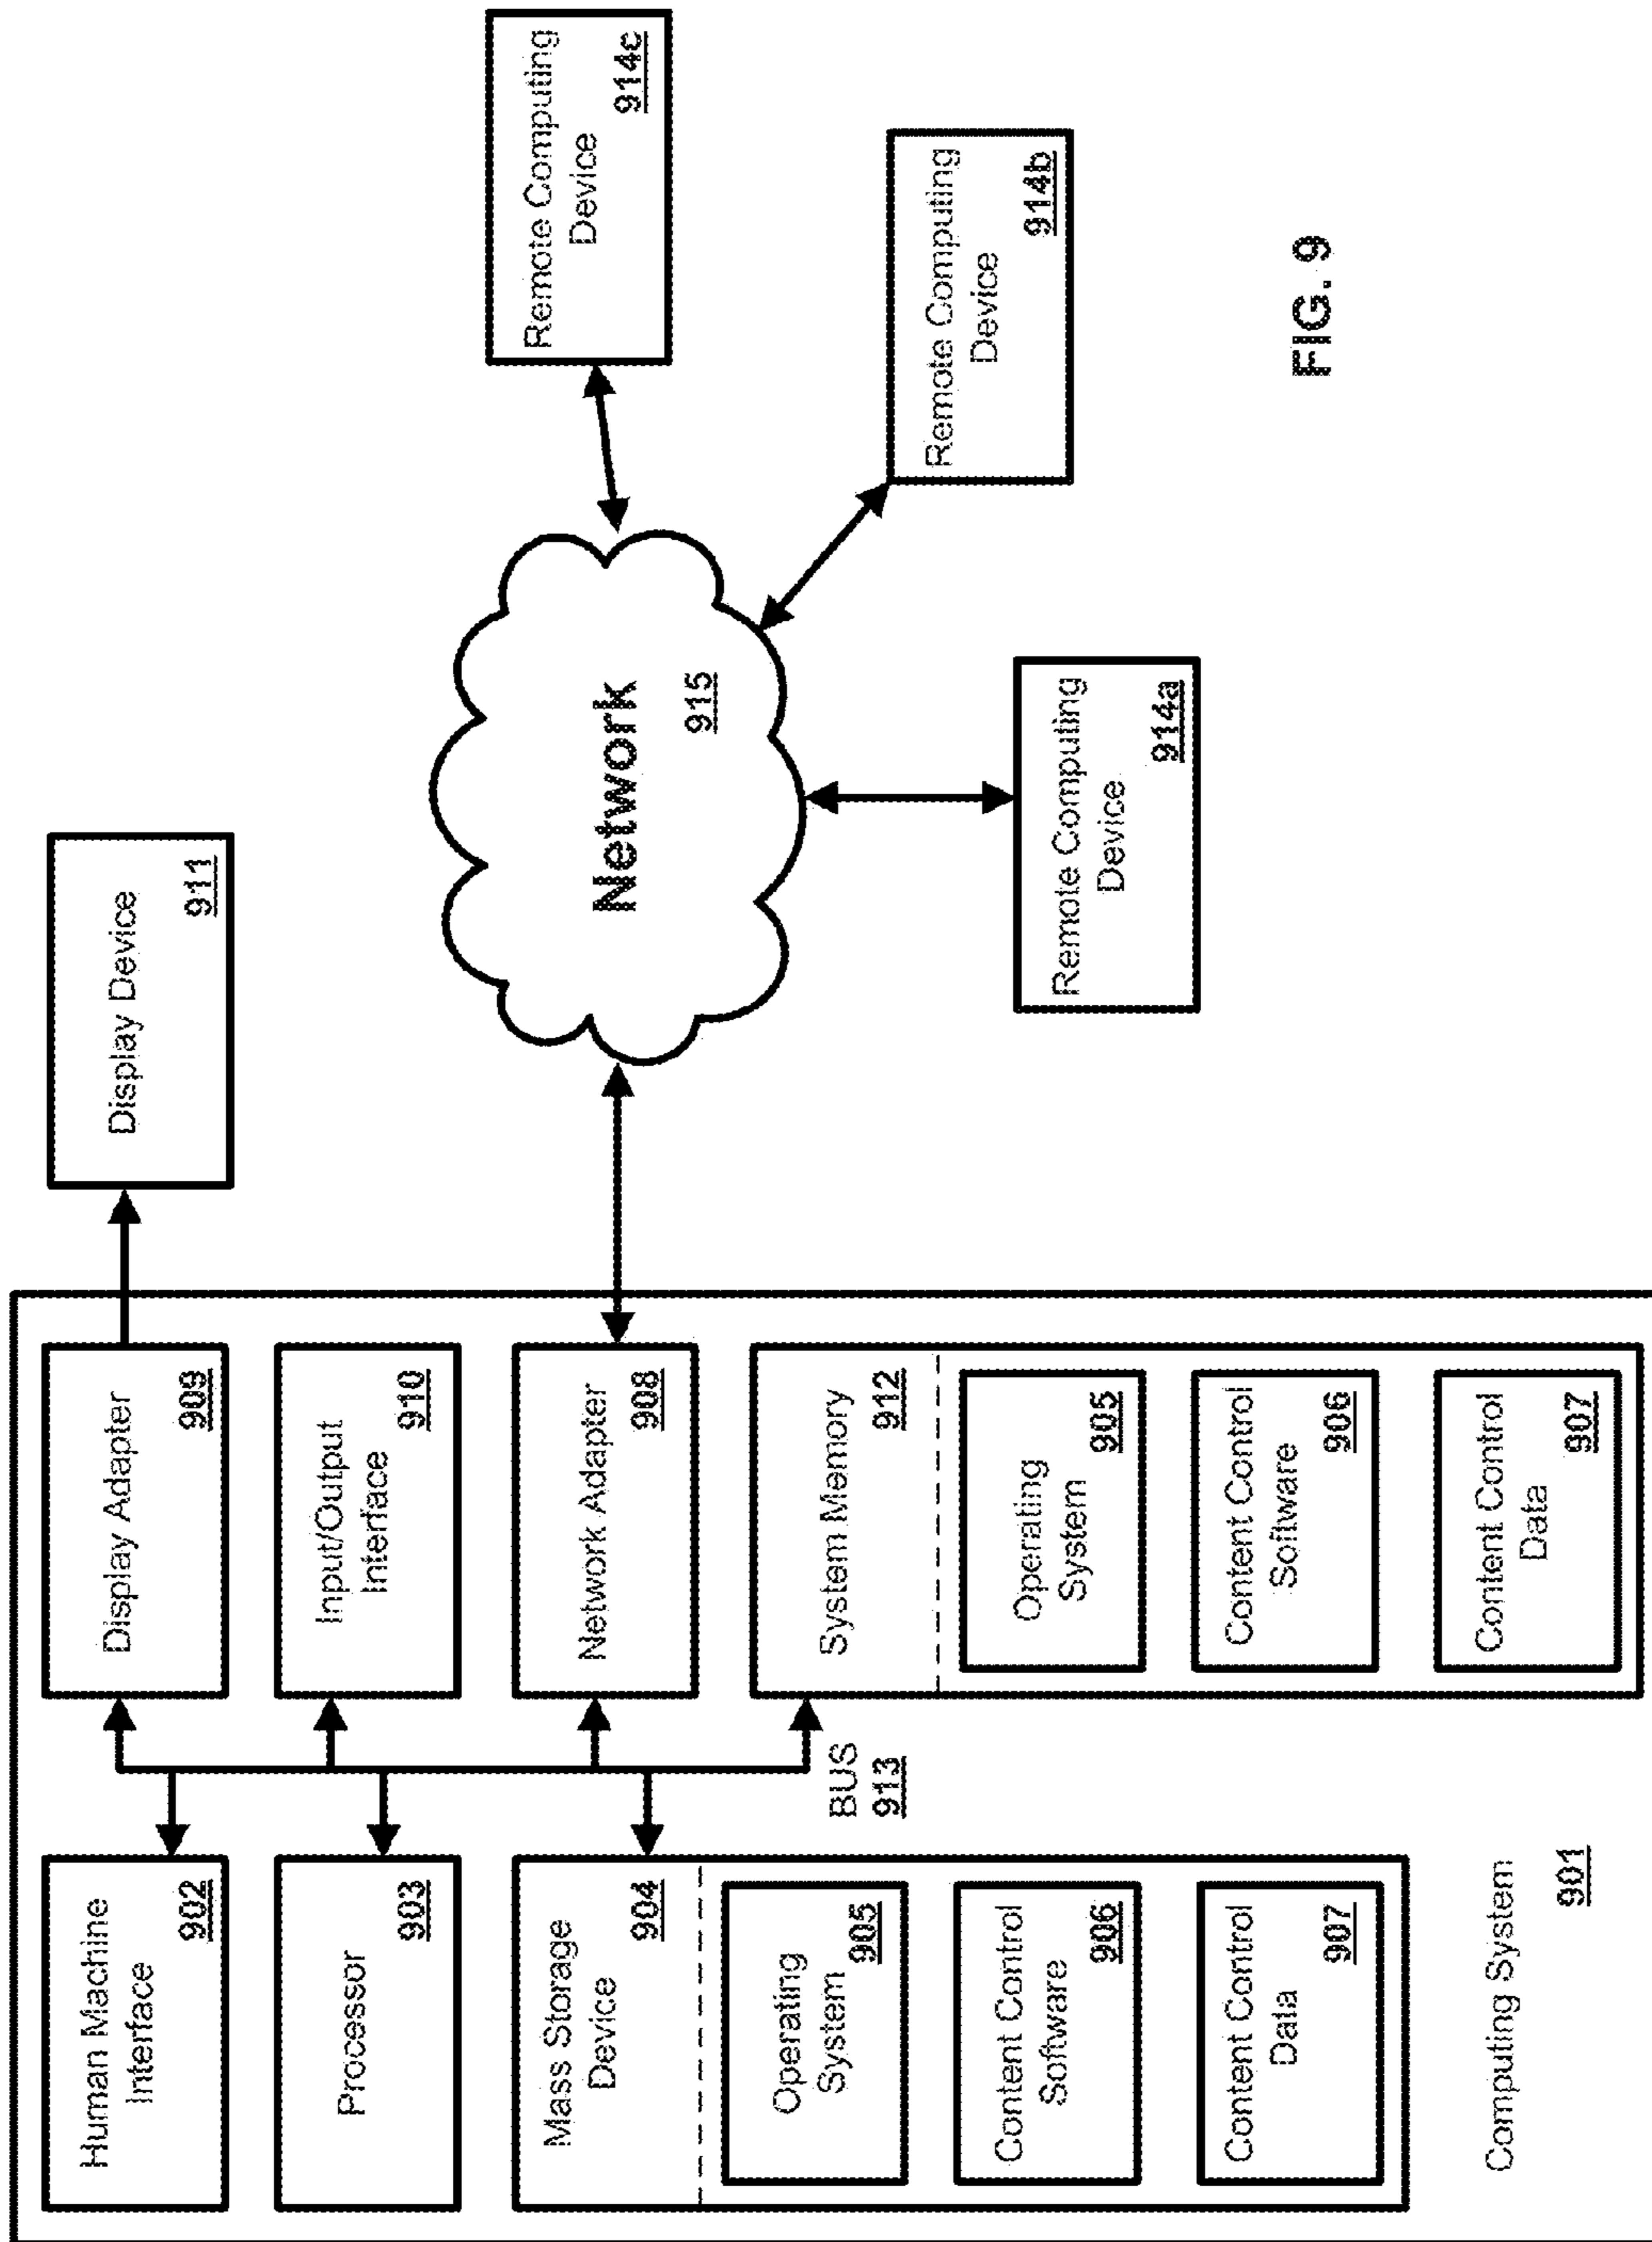 Human Machine
Interface
902
Processor
903
Mass Storage
Device
904
Operating
System
905
Content Control
Software
906
Content Control
Data
907
Computing System
901
BUS
913
Display Adapter
909
Input/Output
Interface
910
Network Adapter
908
System Memory
912
Operating
System
905
Content Control
Software
906
Content Control
Data
907
Display Device
911
Network
915
Remote Computing
Device
914a
Remote Computing
Device
914b
Remote Computing
Device
914c
FIG. 9